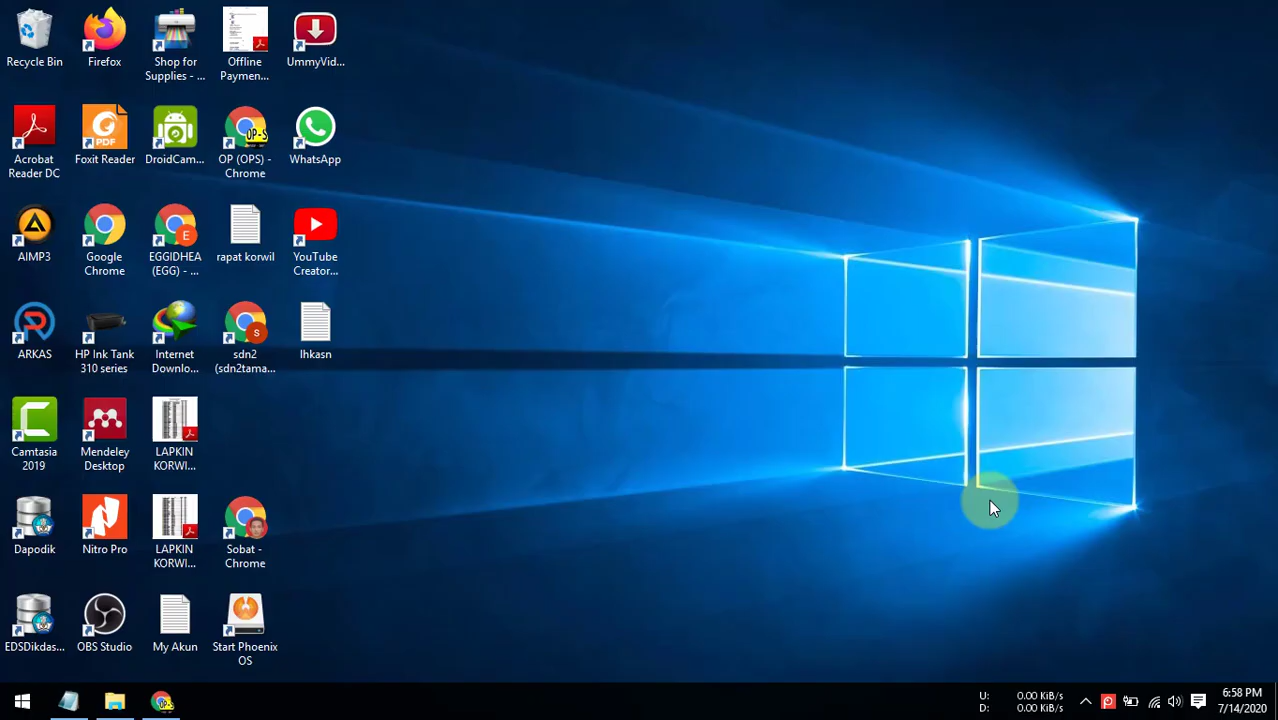 Recycle Bin
Firefox
Shop for
Supplies - ...
Offline
Paymen...
UmmyVid...
Acrobat
Reader DC
PDF
Foxit Reader
DroidCam...
OP-S
OP (OPS) -
Chrome
WhatsApp
AIMP3
Google
Chrome
E
EGGIDHEA
(EGG) - ...
rapat korwil
YouTube
Creator...
ARKAS
HP Ink Tank
310 series
Internet
Downlo...
s
sdn2
(sdn2tama...
lhkasn
Camtasia
2019
Mendeley
Desktop
LAPKIN
KORWI...
Dapodik
Nitro Pro
LAPKIN
KORWI...
Sobat -
Chrome
EDSDikdas...
OBS Studio
My Akun
Start Phoenix
OS
OP-S
U: 0.00 KiB/s
D: 0.00 KiB/s
6:58 PM
7/14/2020